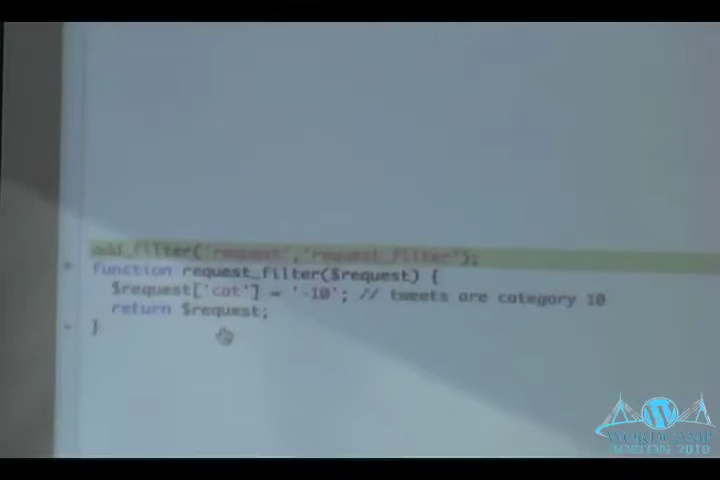 add_filter('request','request_filter');
function request_filter($request) {
$request['cat'] = '-10'; // tweets are category 10
return $request;
}
WORDCAMP
BOSTON 2010